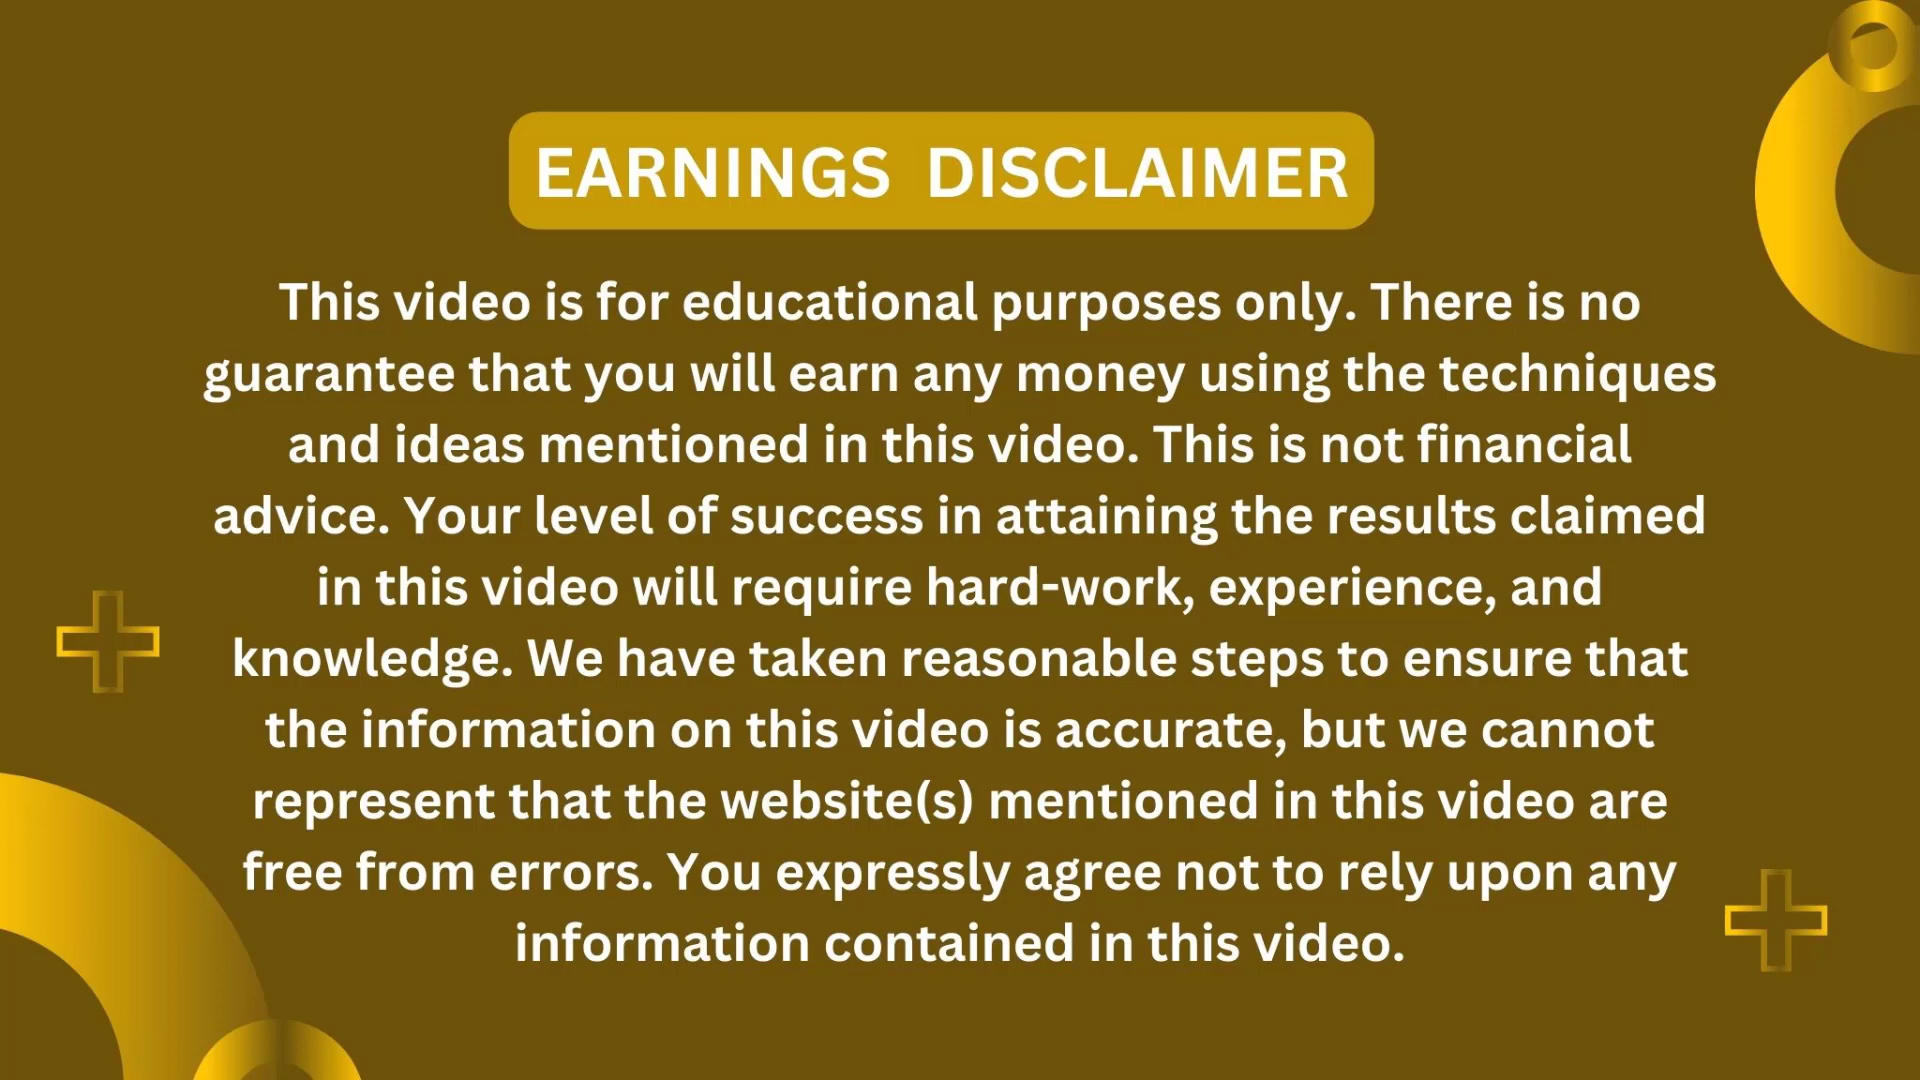 EARNINGS DISCLAIMER
This video is for educational purposes only. There is no
guarantee that you will earn any money using the techniques
and ideas mentioned in this video. This is not financial
advice. Your level of success in attaining the results claimed
in this video will require hard-work, experience, and
knowledge. We have taken reasonable steps to ensure that
the information on this video is accurate, but we cannot
represent that the website(s) mentioned in this video are
free from errors. You expressly agree not to rely upon any
information contained in this video.